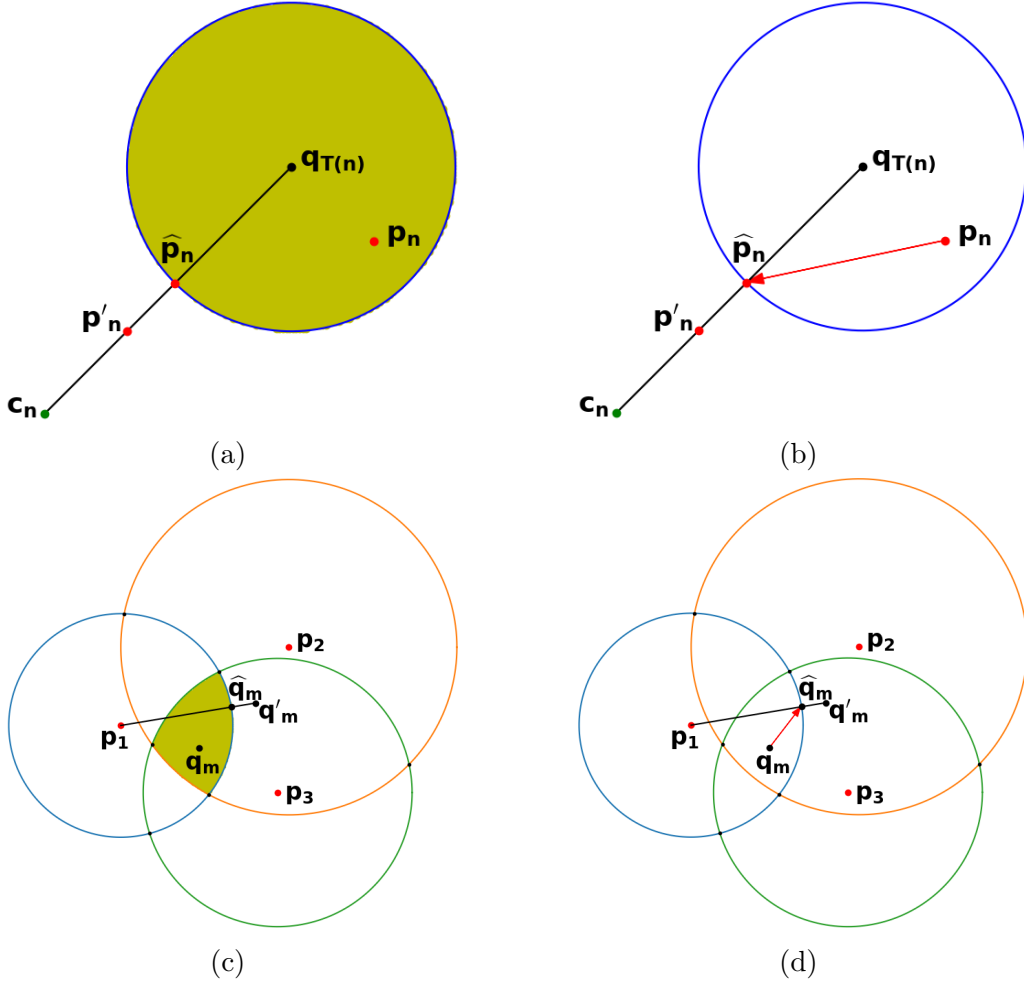 q_T(n)
p_n
p̂_n
p'_n
c_n
(a)
q_T(n)
p_n
p̂_n
p'_n
c_n
(b)
p_2
q̂_m
q'_m
p_1
q_m
p_3
(c)
p_2
q̂_m
q'_m
p_1
q_m
p_3
(d)